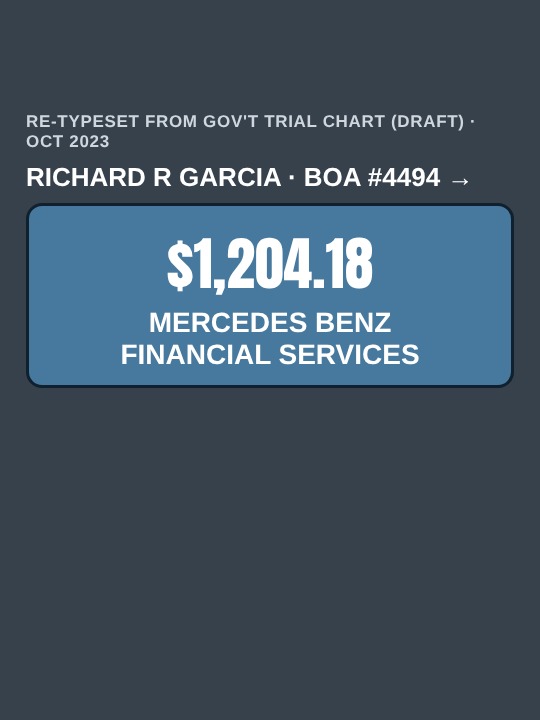 RE-TYPESET FROM GOV'T TRIAL CHART (DRAFT) ·
OCT 2023
RICHARD R GARCIA · BOA #4494 →
$1,204.18
MERCEDES BENZ
FINANCIAL SERVICES